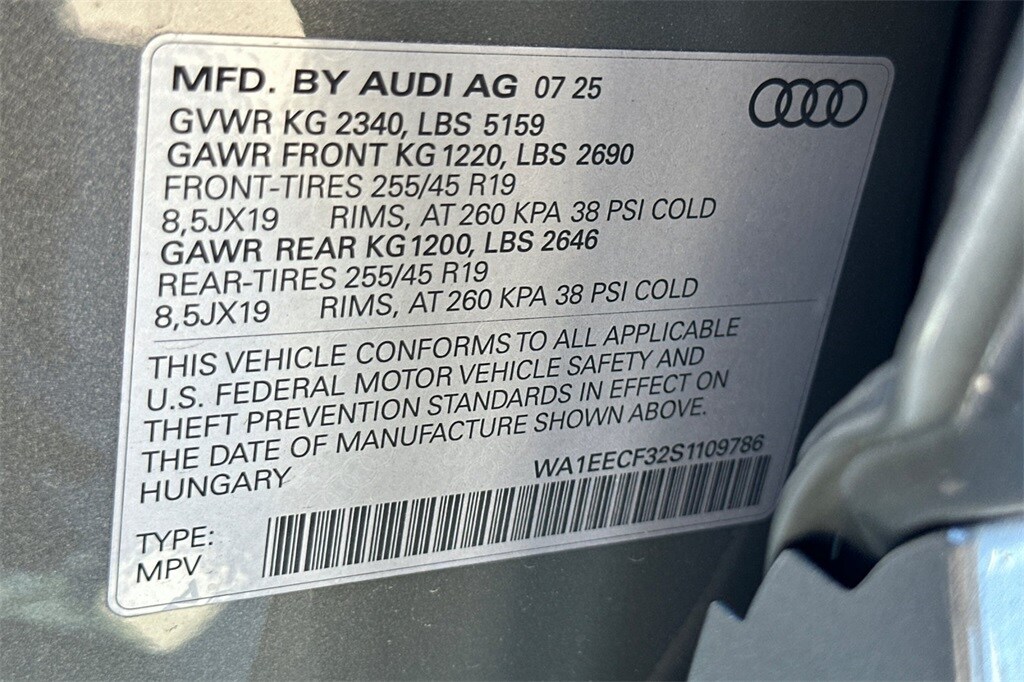 MFD. BY AUDI AG 07 25
GVWR KG 2340, LBS 5159
GAWR FRONT KG 1220, LBS 2690
FRONT-TIRES 255/45 R19
8,5JX19 RIMS, AT 260 KPA 38 PSI COLD
GAWR REAR KG 1200, LBS 2646
REAR-TIRES 255/45 R19
8,5JX19 RIMS, AT 260 KPA 38 PSI COLD
THIS VEHICLE CONFORMS TO ALL APPLICABLE
U.S. FEDERAL MOTOR VEHICLE SAFETY AND
THEFT PREVENTION STANDARDS IN EFFECT ON
THE DATE OF MANUFACTURE SHOWN ABOVE.
HUNGARY WA1EECF32S1109786
TYPE:
MPV